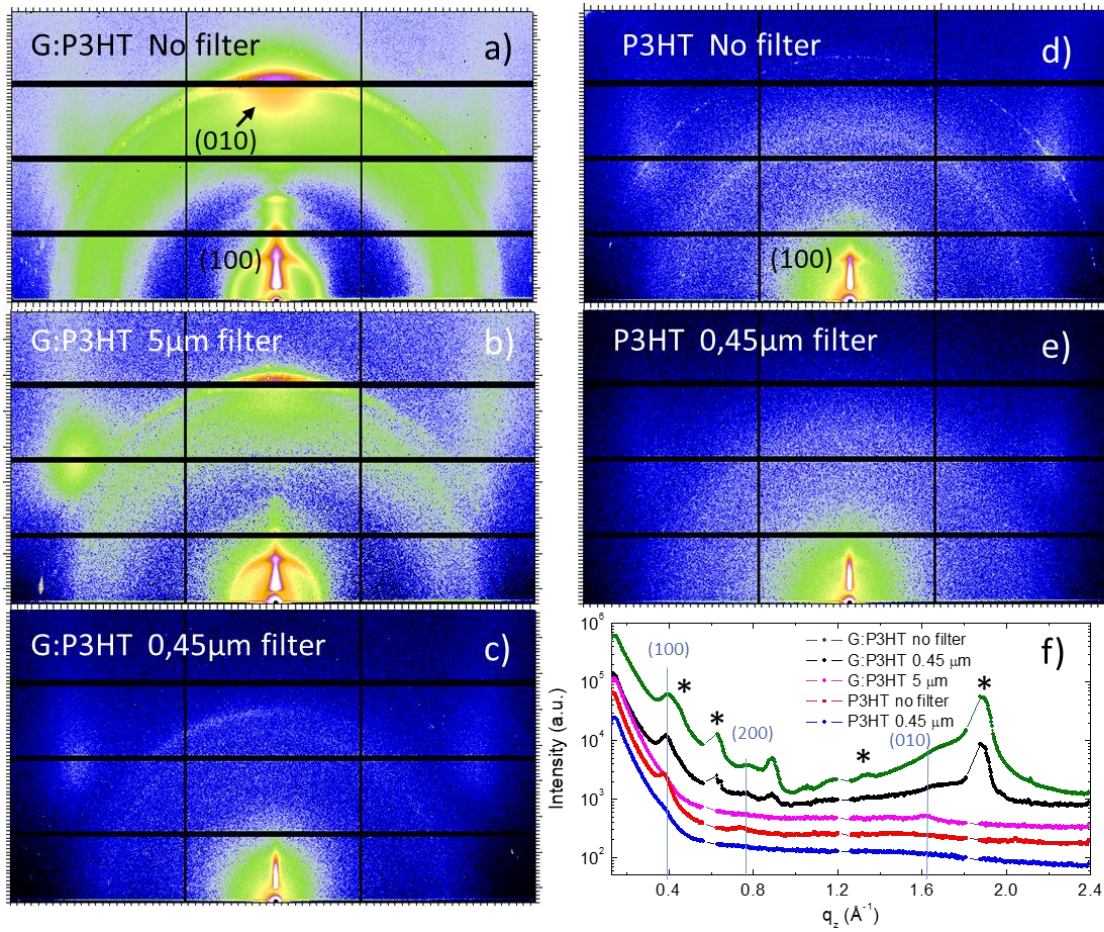 G:P3HT No filter
a)
(010)
(100)
G:P3HT 5µm filter
b)
G:P3HT 0,45µm filter
c)
P3HT No filter
d)
(100)
P3HT 0,45µm filter
e)
f)
(100)
(200)
(010)
*
*
*
*
G:P3HT no filter
G:P3HT 0.45 µm
G:P3HT 5 µm
P3HT no filter
P3HT 0.45 µm
Intensity (a.u.)
10⁶
10⁵
10⁴
10³
10²
0.4 0.8 1.2 1.6 2.0 2.4
q_z (Å⁻¹)